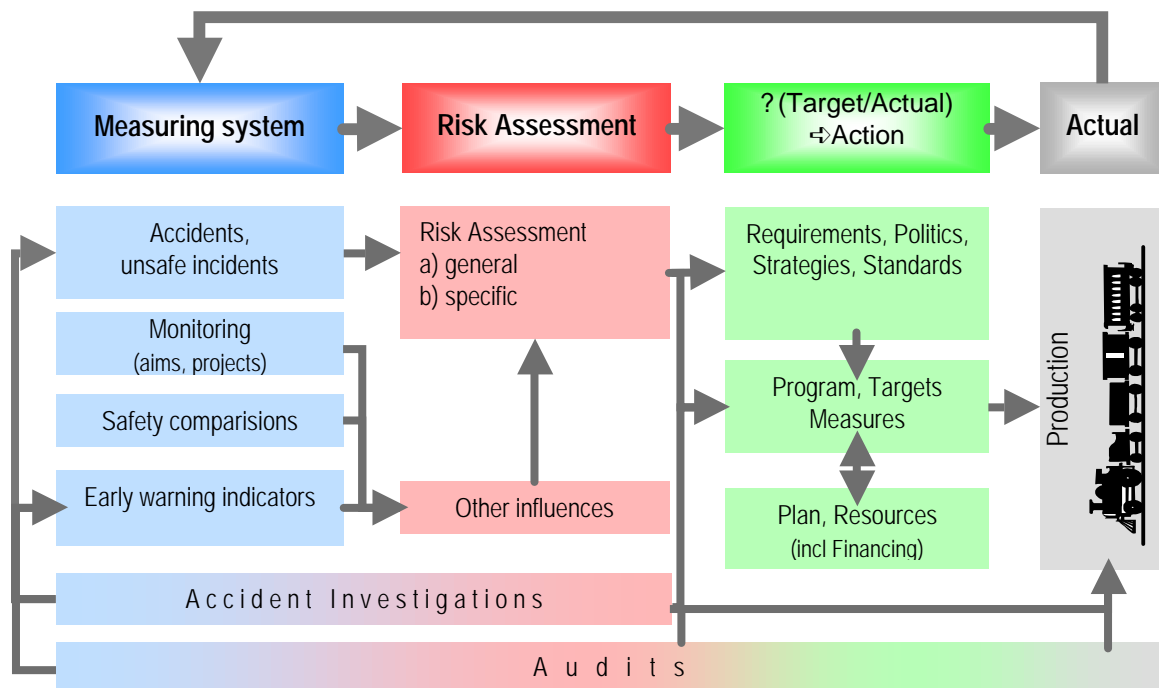 Measuring system
Risk Assessment
? (Target/Actual)
➪Action
Actual
Accidents,
unsafe incidents
Risk Assessment
a) general
b) specific
Requirements, Politics,
Strategies, Standards
Monitoring
(aims, projects)
Program, Targets
Measures
Production
Safety comparisions
Early warning indicators
Other influences
Plan, Resources
(incl Financing)
Accident Investigations
Audits